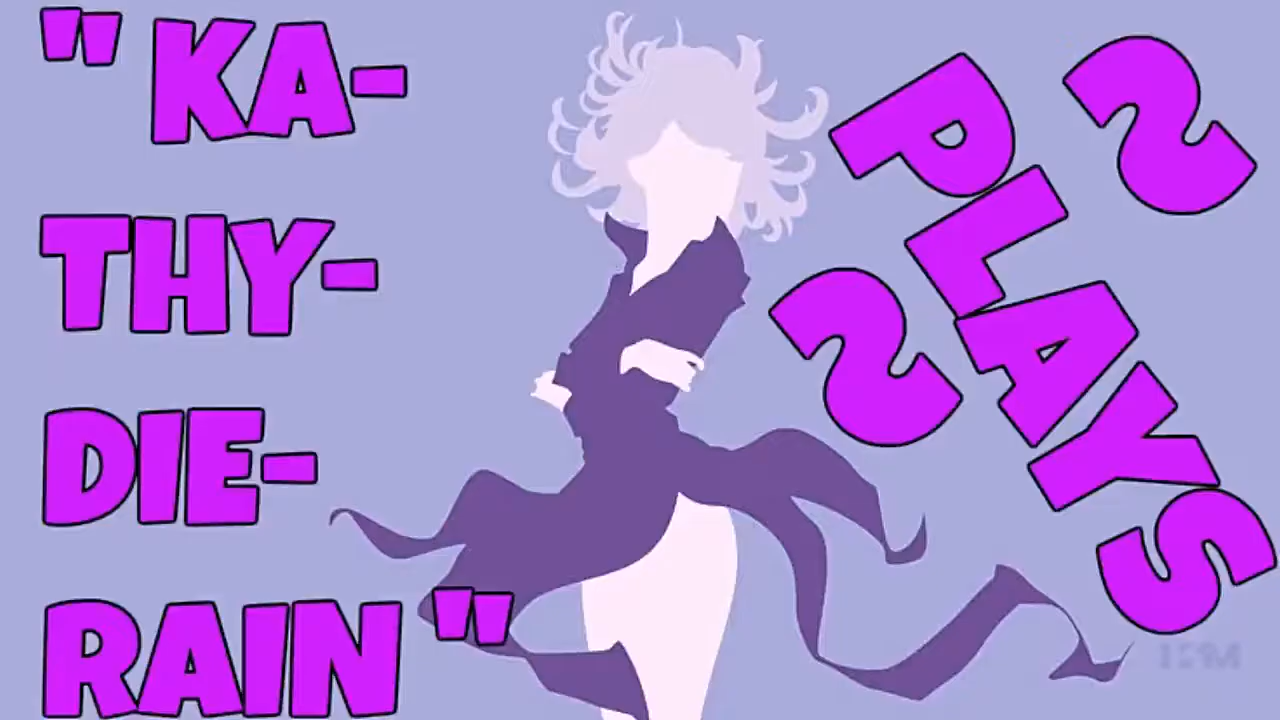 " KA-
THY-
DIE-
RAIN "
S
PLAYS
S